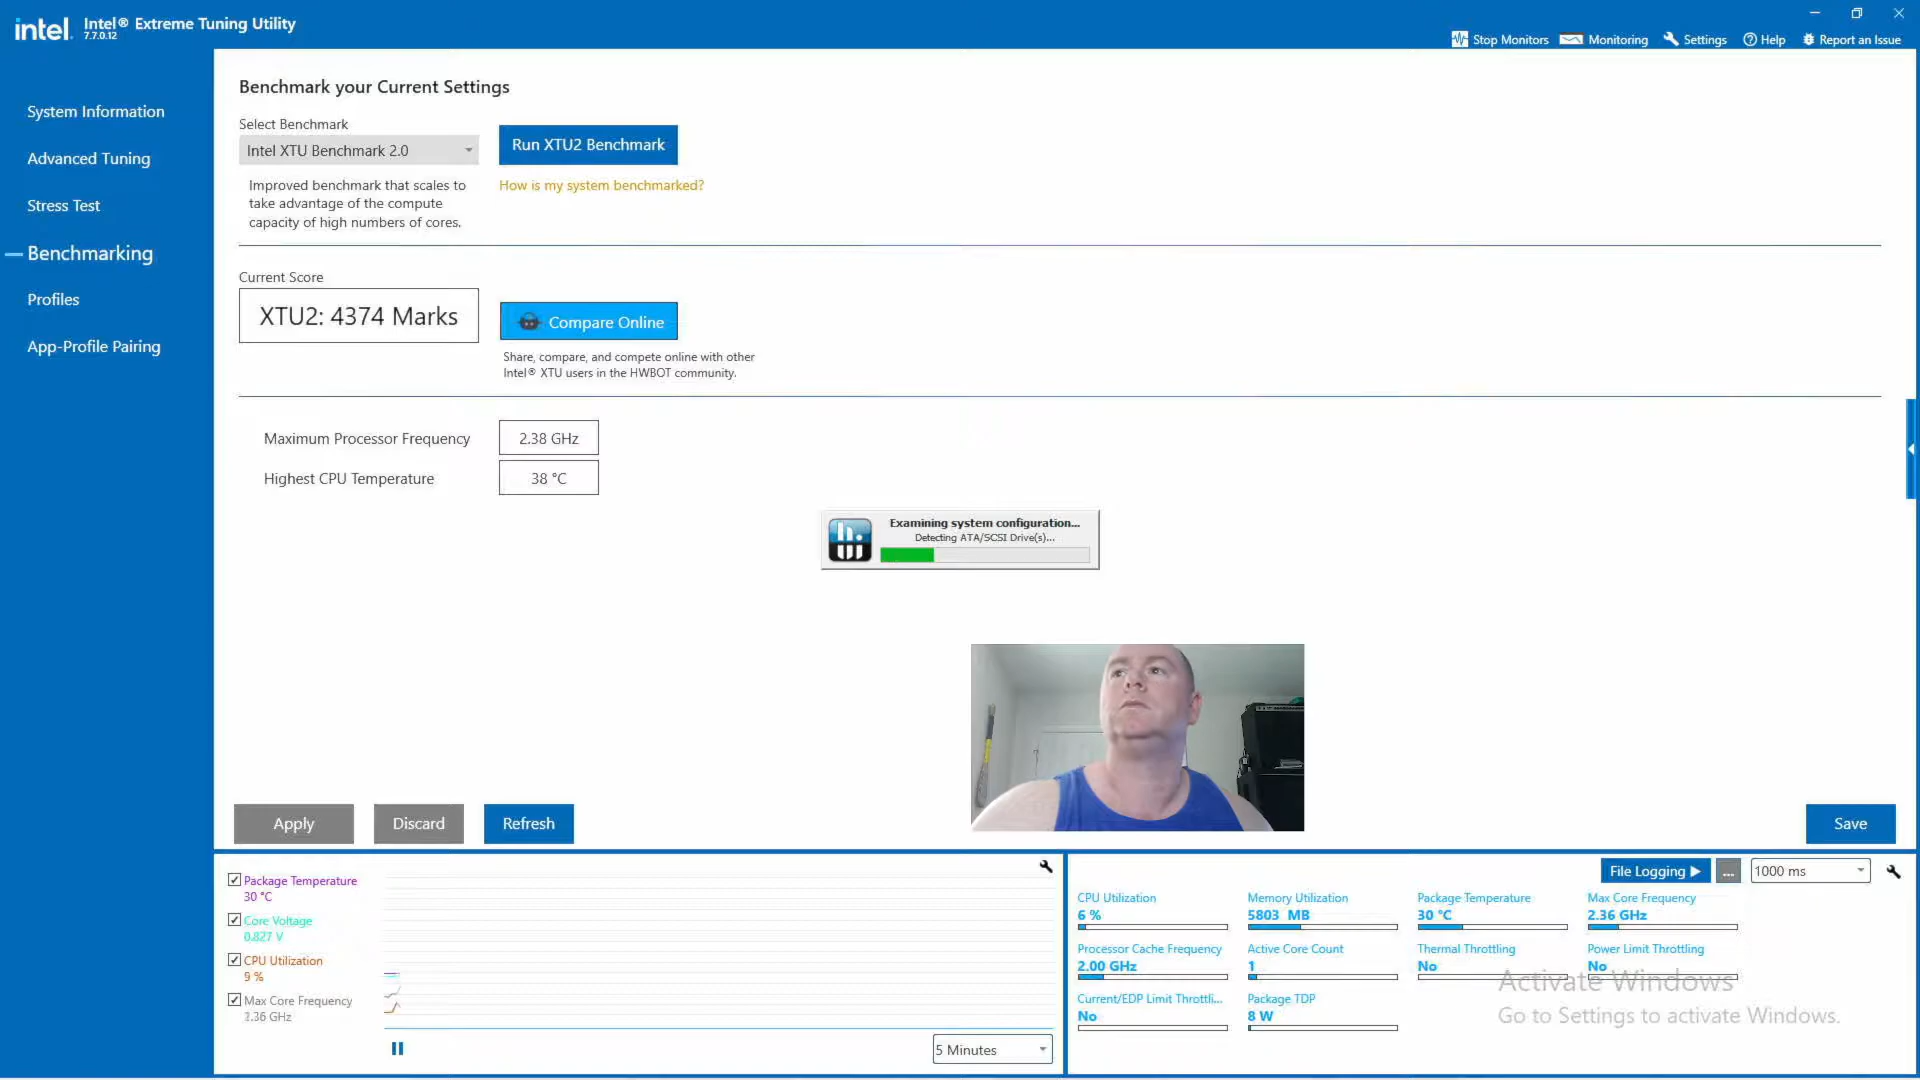 intel. Intel® Extreme Tuning Utility
7.7.0.12
Stop Monitors Monitoring Settings Help Report an Issue
System Information
Advanced Tuning
Stress Test
Benchmarking
Profiles
App-Profile Pairing
Benchmark your Current Settings
Select Benchmark
Intel XTU Benchmark 2.0
Run XTU2 Benchmark
Improved benchmark that scales to
take advantage of the compute
capacity of high numbers of cores.
How is my system benchmarked?
Current Score
XTU2: 4374 Marks
Compare Online
Share, compare, and compete online with other
Intel® XTU users in the HWBOT community.
Maximum Processor Frequency 2.38 GHz
Highest CPU Temperature 38 °C
Examining system configuration...
Detecting ATA/SCSI Drive(s)...
Apply Discard Refresh Save
Package Temperature
30 °C
Core Voltage
0.827 V
CPU Utilization
9 %
Max Core Frequency
2.36 GHz
5 Minutes
File Logging ... 1000 ms
CPU Utilization Memory Utilization Package Temperature Max Core Frequency
6 % 5803 MB 30 °C 2.36 GHz
Processor Cache Frequency Active Core Count Thermal Throttling Power Limit Throttling
2.00 GHz 1 No No
Current/EDP Limit Throttli... Package TDP
No 8 W
Activate Windows
Go to Settings to activate Windows.